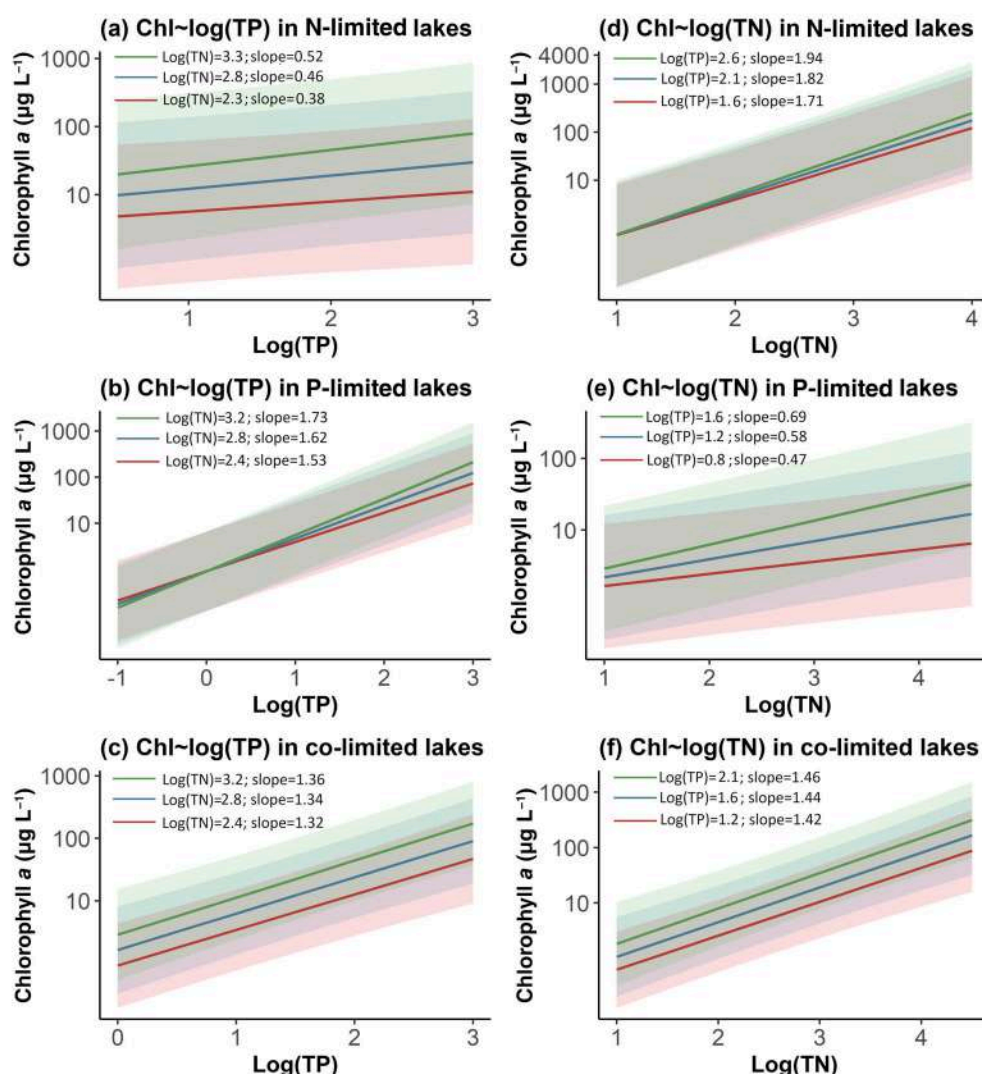 (a) Chl~log(TP) in N-limited lakes
Log(TN)=3.3; slope=0.52
Log(TN)=2.8; slope=0.46
Log(TN)=2.3; slope=0.38
1000
100
10
Chlorophyll a (µg L⁻¹)
1 2 3
Log(TP)
(d) Chl~log(TN) in N-limited lakes
Log(TP)=2.6; slope=1.94
Log(TP)=2.1; slope=1.82
Log(TP)=1.6; slope=1.71
4000
1000
100
10
Chlorophyll a (µg L⁻¹)
1 2 3 4
Log(TN)
(b) Chl~log(TP) in P-limited lakes
Log(TN)=3.2; slope=1.73
Log(TN)=2.8; slope=1.62
Log(TN)=2.4; slope=1.53
1000
100
10
Chlorophyll a (µg L⁻¹)
-1 0 1 2 3
Log(TP)
(e) Chl~log(TN) in P-limited lakes
Log(TP)=1.6; slope=0.69
Log(TP)=1.2; slope=0.58
Log(TP)=0.8; slope=0.47
100
10
Chlorophyll a (µg L⁻¹)
1 2 3 4
Log(TN)
(c) Chl~log(TP) in co-limited lakes
Log(TN)=3.2; slope=1.36
Log(TN)=2.8; slope=1.34
Log(TN)=2.4; slope=1.32
1000
100
10
Chlorophyll a (µg L⁻¹)
0 1 2 3
Log(TP)
(f) Chl~log(TN) in co-limited lakes
Log(TP)=2.1; slope=1.46
Log(TP)=1.6; slope=1.44
Log(TP)=1.2; slope=1.42
1000
100
10
Chlorophyll a (µg L⁻¹)
1 2 3 4
Log(TN)